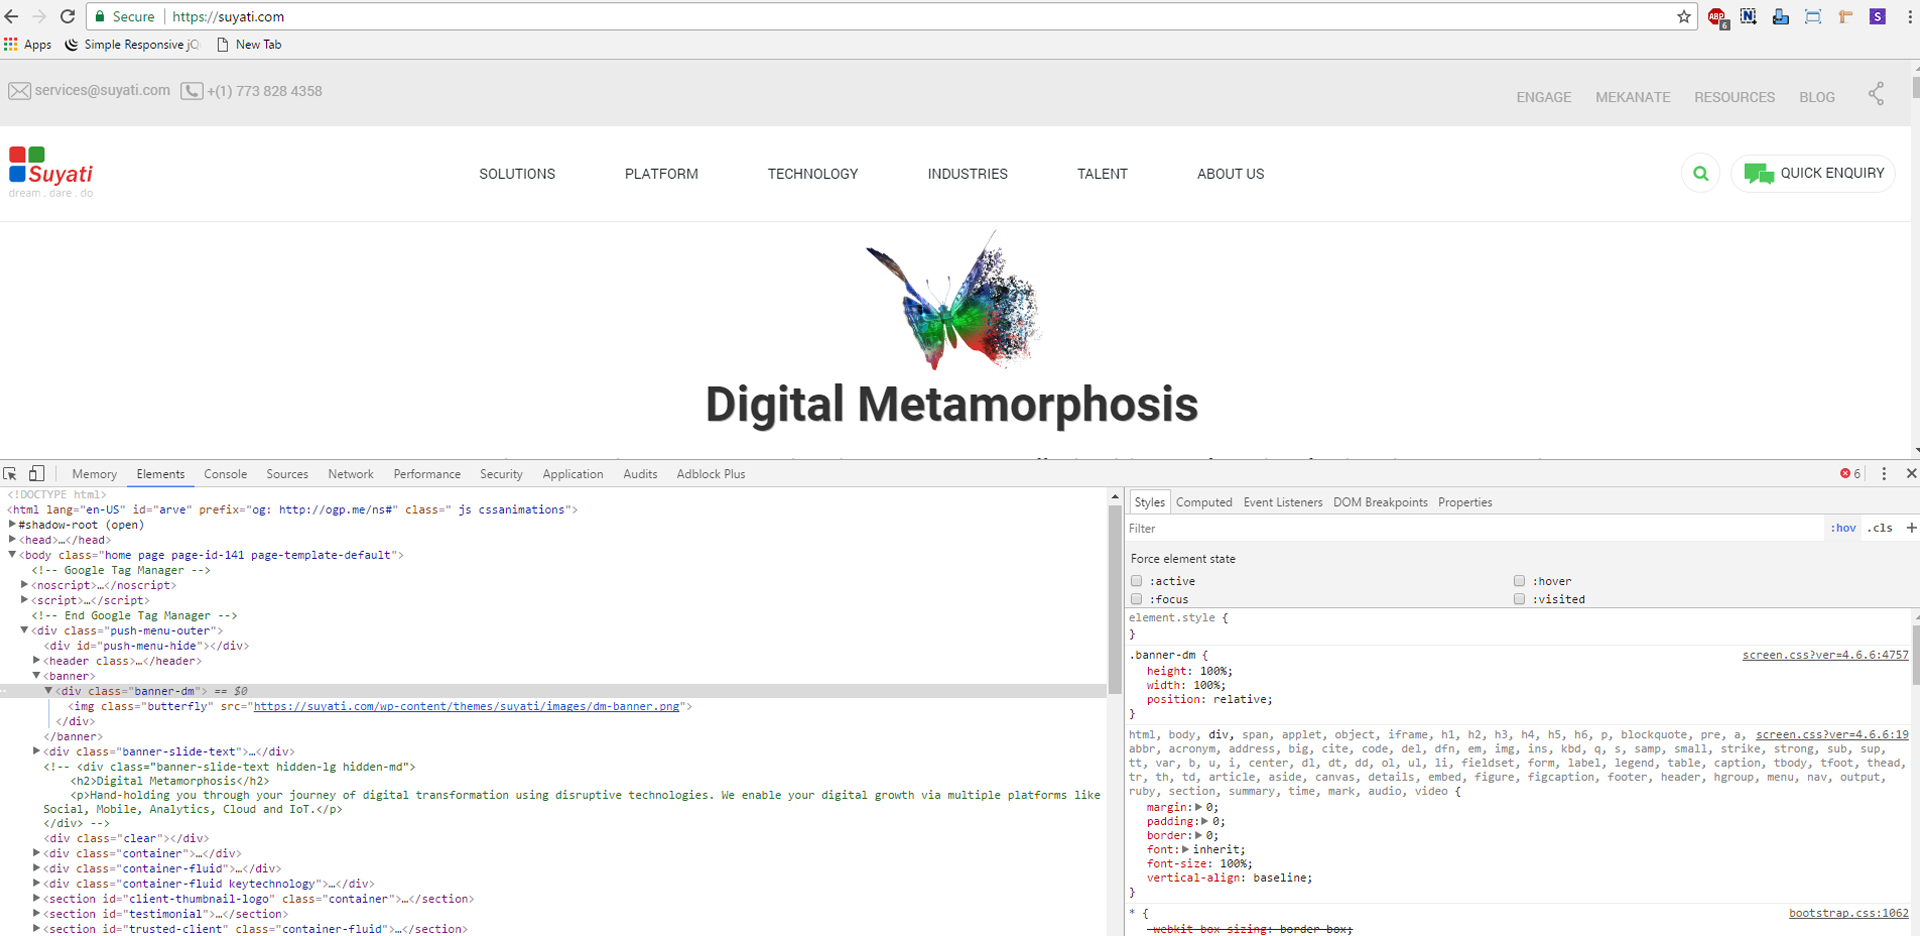 Secure https://suyati.com
ABP 6 N S
Apps Simple Responsive jQ New Tab
services@suyati.com +(1) 773 828 4358
ENGAGE MEKANATE RESOURCES BLOG
Suyati
dream . dare . do
SOLUTIONS PLATFORM TECHNOLOGY INDUSTRIES TALENT ABOUT US
QUICK ENQUIRY
Digital Metamorphosis
Memory Elements Console Sources Network Performance Security Application Audits Adblock Plus 6
<!DOCTYPE html>
<html lang="en-US" id="arve" prefix="og: http://ogp.me/ns#" class=" js cssanimations">
#shadow-root (open)
<head>…</head>
<body class="home page page-id-141 page-template-default">
<!-- Google Tag Manager -->
<noscript>…</noscript>
<script>…</script>
<!-- End Google Tag Manager -->
<div class="push-menu-outer">
<div id="push-menu-hide"></div>
<header class>…</header>
<banner>
<div class="banner-dm"> == $0
<img class="butterfly" src="https://suyati.com/wp-content/themes/suyati/images/dm-banner.png">
</div>
</banner>
<div class="banner-slide-text">…</div>
<!-- <div class="banner-slide-text hidden-lg hidden-md">
<h2>Digital Metamorphosis</h2>
<p>Hand-holding you through your journey of digital transformation using disruptive technologies. We enable your digital growth via multiple platforms like
Social, Mobile, Analytics, Cloud and IoT.</p>
</div> -->
<div class="clear"></div>
<div class="container">…</div>
<div class="container-fluid">…</div>
<div class="container-fluid keytechnology">…</div>
<section id="client-thumbnail-logo" class="container">…</section>
<section id="testimonial">…</section>
<section id="trusted-client" class="container-fluid">…</section>
Styles Computed Event Listeners DOM Breakpoints Properties
Filter :hov .cls +
Force element state
:active :hover
:focus :visited
element.style {
}
.banner-dm { screen.css?ver=4.6.6:4757
height: 100%;
width: 100%;
position: relative;
}
html, body, div, span, applet, object, iframe, h1, h2, h3, h4, h5, h6, p, blockquote, pre, a, screen.css?ver=4.6.6:19
abbr, acronym, address, big, cite, code, del, dfn, em, img, ins, kbd, q, s, samp, small, strike, strong, sub, sup,
tt, var, b, u, i, center, dl, dt, dd, ol, ul, li, fieldset, form, label, legend, table, caption, tbody, tfoot, thead,
tr, th, td, article, aside, canvas, details, embed, figure, figcaption, footer, header, hgroup, menu, nav, output,
ruby, section, summary, time, mark, audio, video {
margin: 0;
padding: 0;
border: 0;
font: inherit;
font-size: 100%;
vertical-align: baseline;
}
* { bootstrap.css:1062
-webkit-box-sizing: border-box;